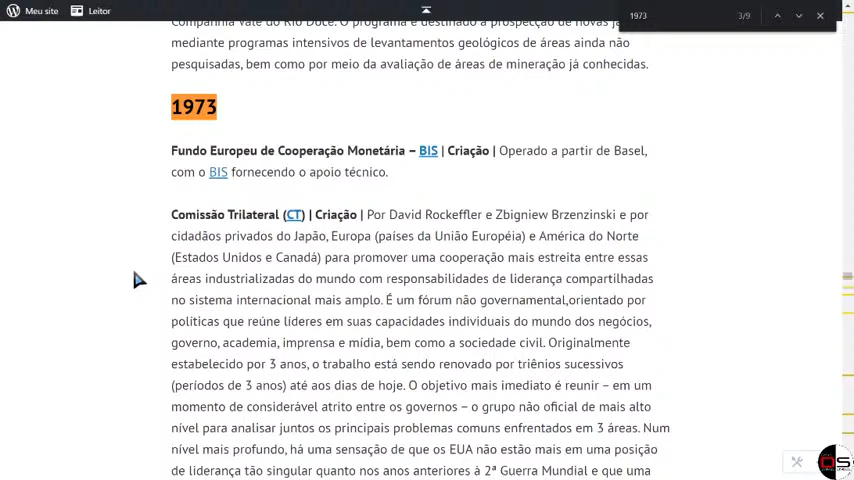 Meu site Leitor
1973 3/9
Companhia Vale do Rio Doce. O programa é destinado a prospecção de novas
mediante programas intensivos de levantamentos geológicos de áreas ainda não
pesquisadas, bem como por meio da avaliação de áreas de mineração já conhecidas.
1973
Fundo Europeu de Cooperação Monetária – BIS | Criação | Operado a partir de Basel,
com o BIS fornecendo o apoio técnico.
Comissão Trilateral (CT) | Criação | Por David Rockeffler e Zbigniew Brzenzinski e por
cidadãos privados do Japão, Europa (países da União Européia) e América do Norte
(Estados Unidos e Canadá) para promover uma cooperação mais estreita entre essas
áreas industrializadas do mundo com responsabilidades de liderança compartilhadas
no sistema internacional mais amplo. É um fórum não governamental,orientado por
políticas que reúne líderes em suas capacidades individuais do mundo dos negócios,
governo, academia, imprensa e mídia, bem como a sociedade civil. Originalmente
estabelecido por 3 anos, o trabalho está sendo renovado por triênios sucessivos
(períodos de 3 anos) até aos dias de hoje. O objetivo mais imediato é reunir – em um
momento de considerável atrito entre os governos – o grupo não oficial de mais alto
nível para analisar juntos os principais problemas comuns enfrentados em 3 áreas. Num
nível mais profundo, há uma sensação de que os EUA não estão mais em uma posição
de liderança tão singular quanto nos anos anteriores à 2ª Guerra Mundial e que uma